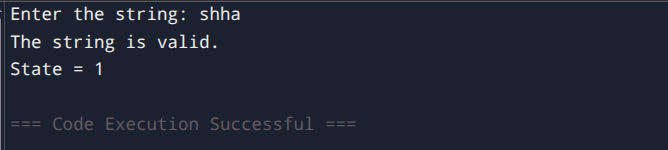 Enter the string: shha
The string is valid.
State = 1
=== Code Execution Successful ===